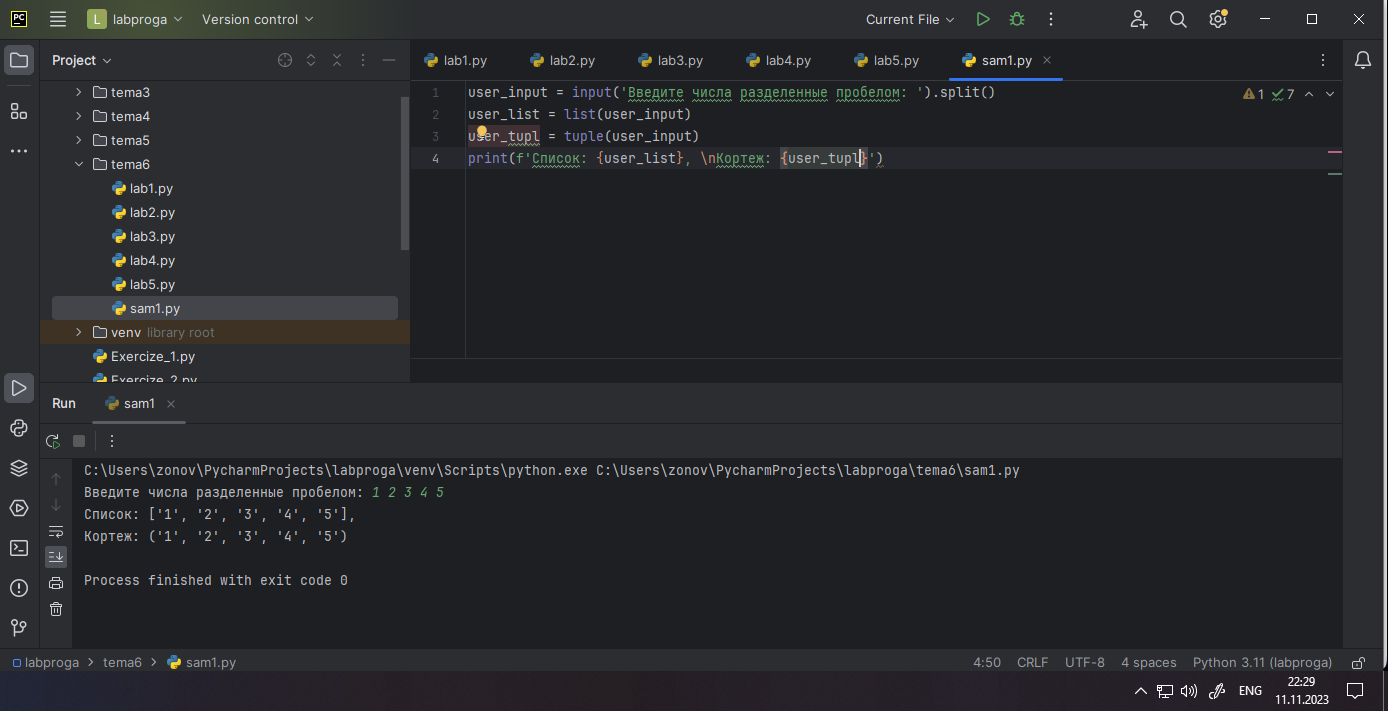 PC L labproga Version control Current File
Project
lab1.py lab2.py lab3.py lab4.py lab5.py sam1.py
tema3
tema4
tema5
tema6
lab1.py
lab2.py
lab3.py
lab4.py
lab5.py
sam1.py
venv library root
Exercize_1.py
Exercize_2.py
1 user_input = input('Введите числа разделенные пробелом: ').split()
2 user_list = list(user_input)
3 user_tupl = tuple(user_input)
4 print(f'Список: {user_list}, \nКортеж: {user_tupl}')
1 7
Run sam1
C:\Users\zonov\PycharmProjects\labproga\venv\Scripts\python.exe C:\Users\zonov\PycharmProjects\labproga\tema6\sam1.py
Введите числа разделенные пробелом: 1 2 3 4 5
Список: ['1', '2', '3', '4', '5'],
Кортеж: ('1', '2', '3', '4', '5')
Process finished with exit code 0
labproga tema6 sam1.py 4:50 CRLF UTF-8 4 spaces Python 3.11 (labproga)
ENG 22:29
11.11.2023